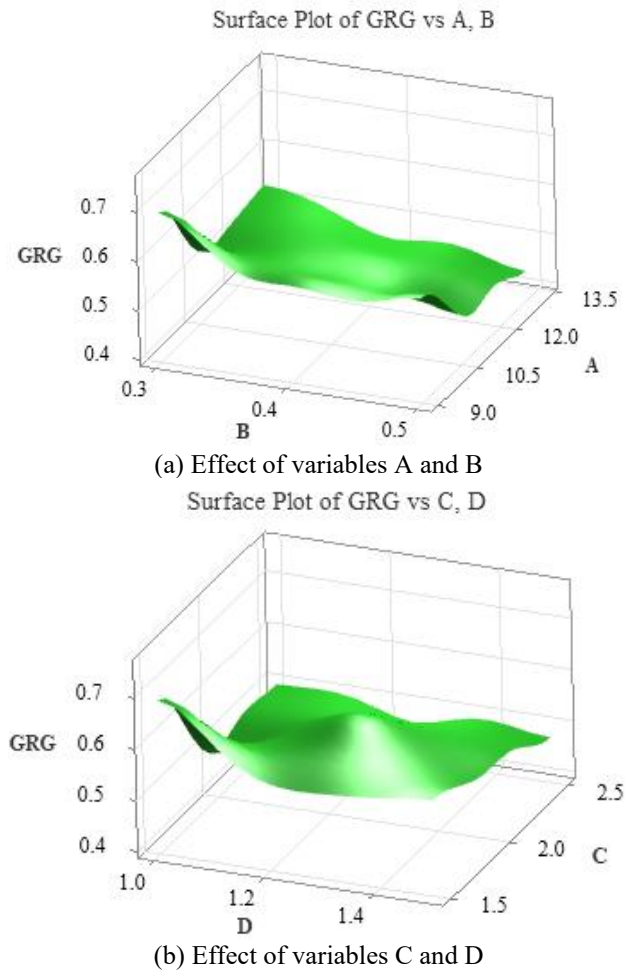 Surface Plot of GRG vs A, B
0.7
0.6
GRG
0.5
0.4
13.5
12.0
A
10.5
9.0
0.3
0.4
B
0.5
(a) Effect of variables A and B
Surface Plot of GRG vs C, D
0.7
GRG
0.6
0.5
0.4
2.5
2.0
C
1.5
1.0
1.2
D
1.4
(b) Effect of variables C and D